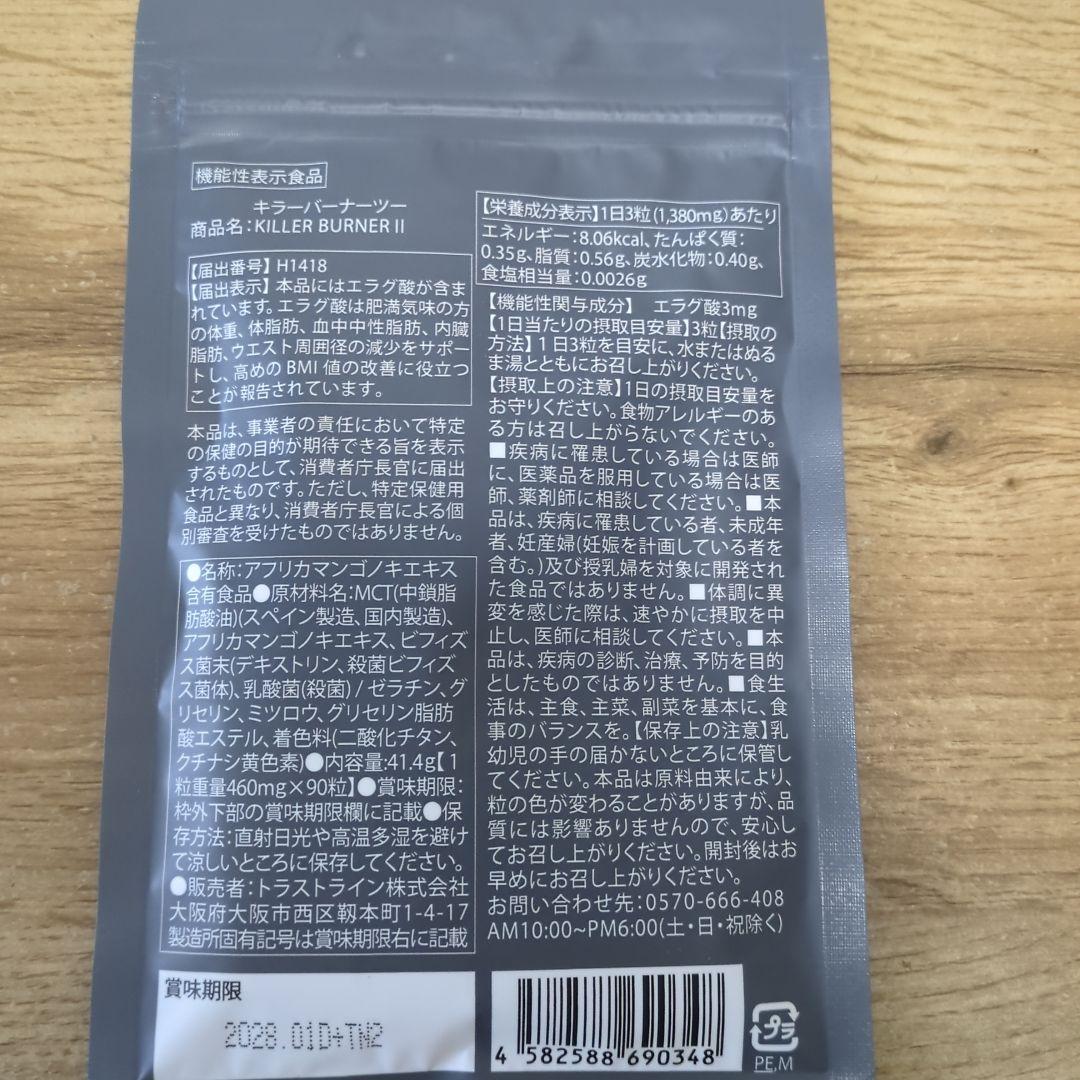 機能性表示食品
キラーバーナーツー
商品名：KILLER BURNER II
【届出番号】H1418
【届出表示】本品にはエラグ酸が含ま
れています。エラグ酸は肥満気味の方
の体重、体脂肪、血中中性脂肪、内臓
脂肪、ウエスト周囲径の減少をサポー
トし、高めのBMI値の改善に役立つ
ことが報告されています。
本品は、事業者の責任において特定
の保健の目的が期待できる旨を表示
するものとして、消費者庁長官に届出
されたものです。ただし、特定保健用
食品と異なり、消費者庁長官による個
別審査を受けたものではありません。
●名称：アフリカマンゴノキエキス
含有食品●原材料名：MCT(中鎖脂
肪酸油)(スペイン製造、国内製造)、
アフリカマンゴノキエキス、ビフィズ
ス菌末(デキストリン、殺菌ビフィズ
ス菌体)、乳酸菌(殺菌) / ゼラチン、グ
リセリン、ミツロウ、グリセリン脂肪
酸エステル、着色料(二酸化チタン、
クチナシ黄色素)●内容量:41.4g【1
粒重量460mg×90粒】●賞味期限：
枠外下部の賞味期限欄に記載●保
存方法：直射日光や高温多湿を避け
て涼しいところに保存してください。
●販売者：トラストライン株式会社
大阪府大阪市西区靱本町1-4-17
製造所固有記号は賞味期限右に記載
賞味期限
2028.01D+TN2
【栄養成分表示】1日3粒(1,380mg)あたり
エネルギー：8.06kcal、たんぱく質：
0.35g、脂質：0.56g、炭水化物：0.40g、
食塩相当量：0.0026g
【機能性関与成分】 エラグ酸3mg
【1日当たりの摂取目安量】3粒【摂取の
方法】1日3粒を目安に、水またはぬる
ま湯とともにお召し上がりください。
【摂取上の注意】1日の摂取目安量を
お守りください。食物アレルギーのあ
る方は召し上がらないでください。
■疾病に罹患している場合は医師
に、医薬品を服用している場合は医
師、薬剤師に相談してください。■本
品は、疾病に罹患している者、未成年
者、妊産婦(妊娠を計画している者を
含む。)及び授乳婦を対象に開発され
た食品ではありません。■体調に異
変を感じた際は、速やかに摂取を中
止し、医師に相談してください。■本
品は、疾病の診断、治療、予防を目的
としたものではありません。■食生
活は、主食、主菜、副菜を基本に、食
事のバランスを。【保存上の注意】乳
幼児の手の届かないところに保管し
てください。本品は原料由来により、
粒の色が変わることがありますが、品
質には影響ありませんので、安心し
てお召し上がりください。開封後はお
早めにお召し上がりください。
お問い合わせ先：0570-666-408
AM10:00~PM6:00(土・日・祝除く)
4 582588 690348
プラ
PE,M